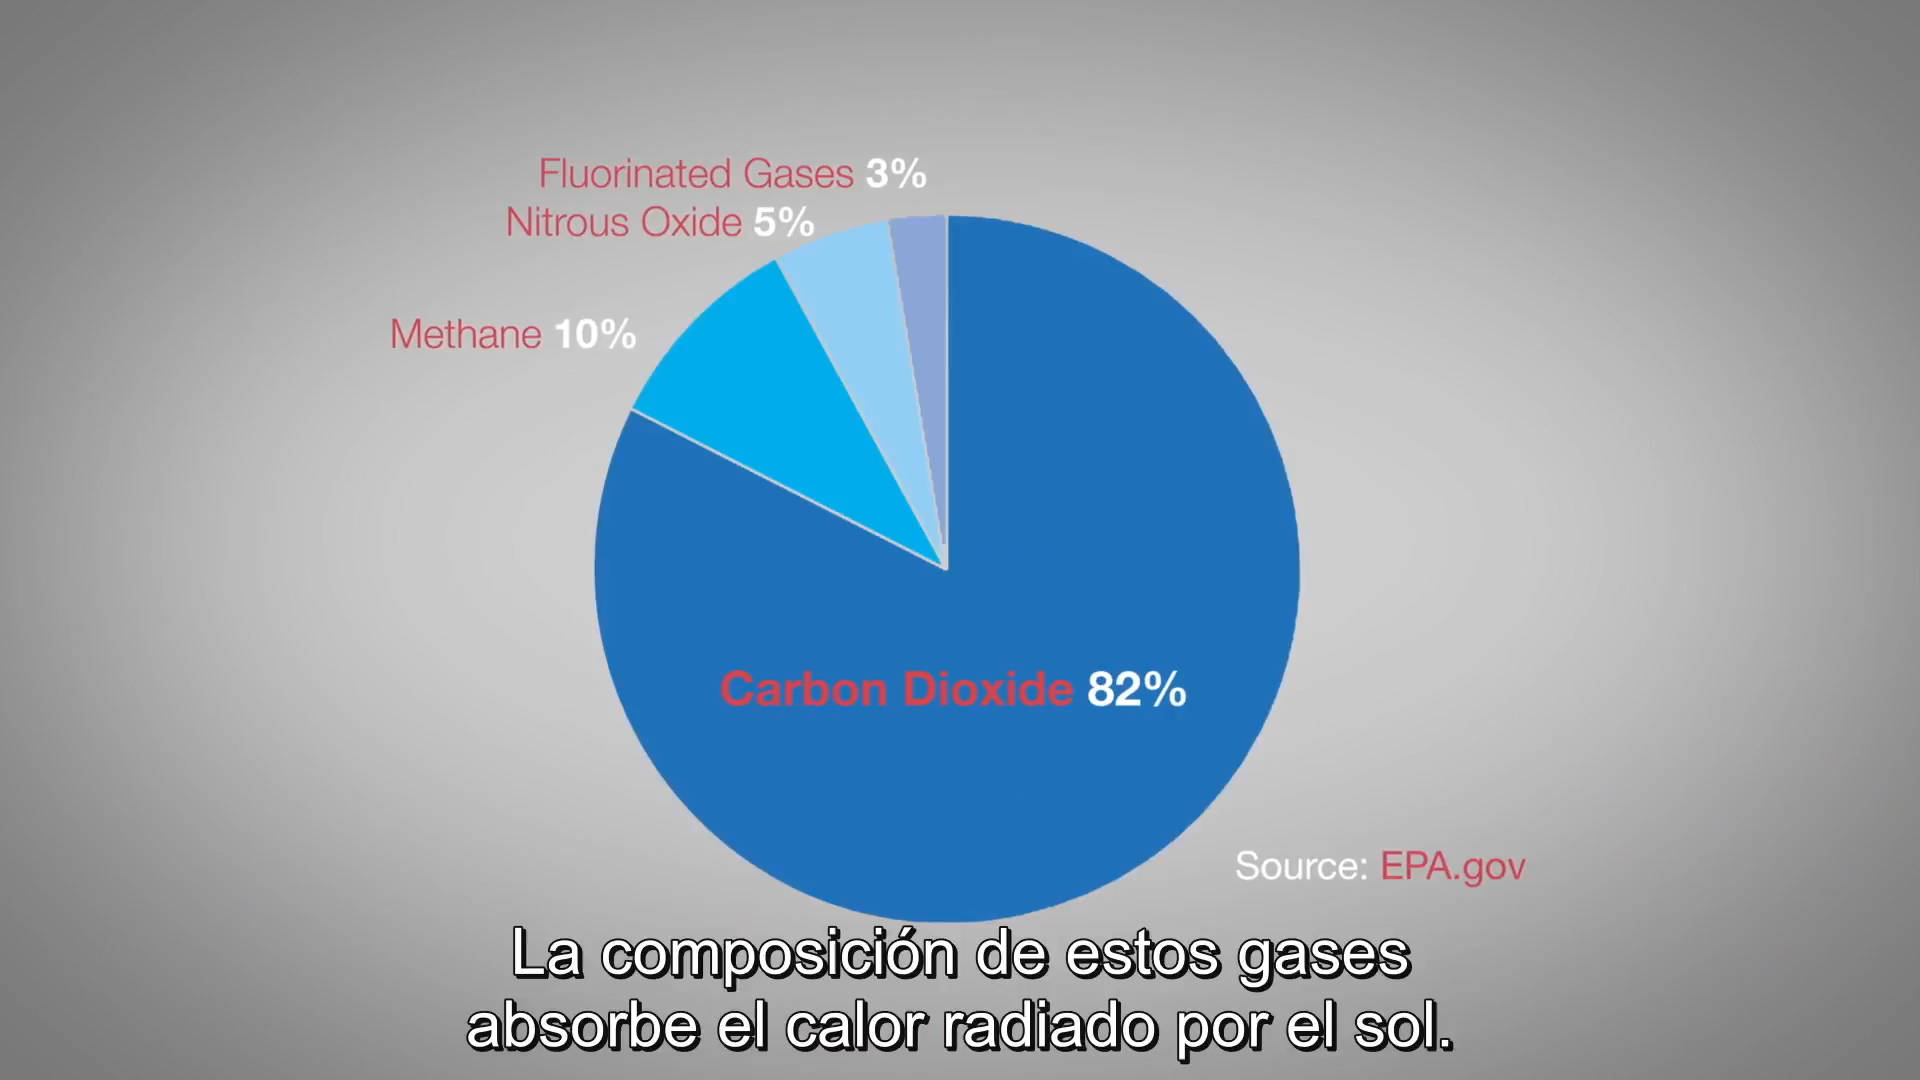 Fluorinated Gases 3%
Nitrous Oxide 5%
Methane 10%
Carbon Dioxide 82%
Source: EPA.gov
La composición de estos gases
absorbe el calor radiado por el sol.